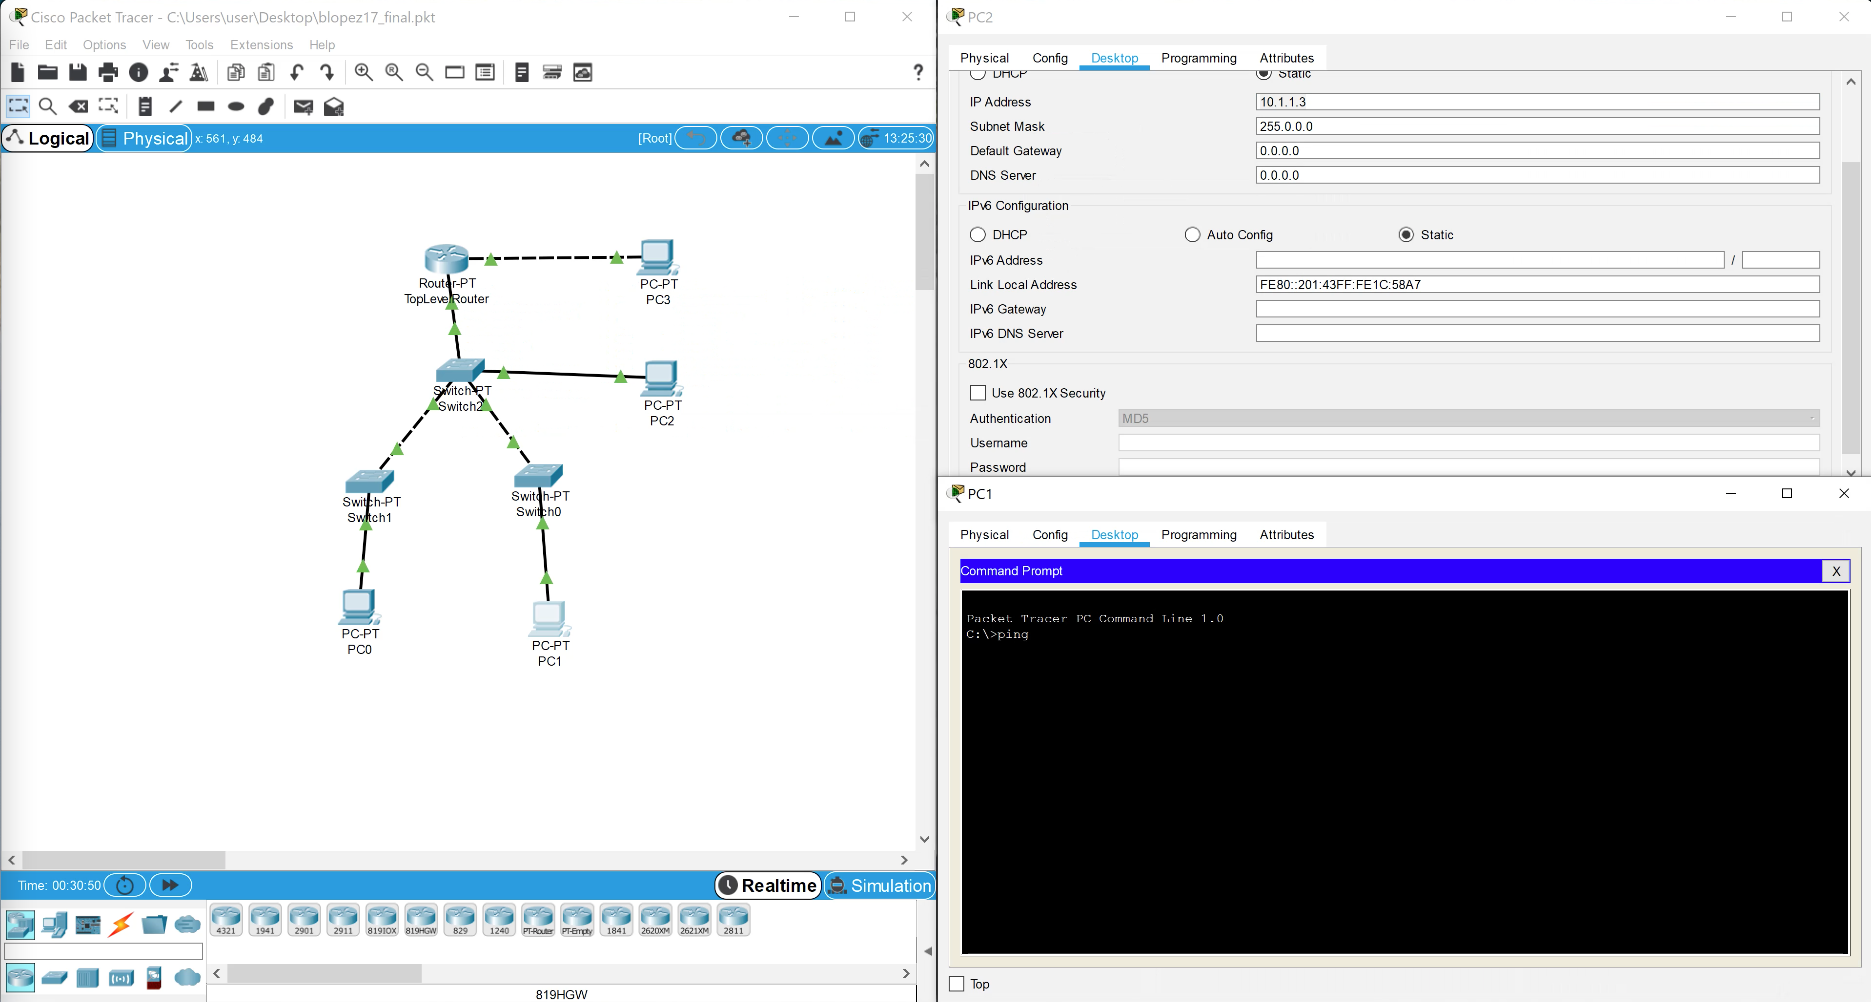 Cisco Packet Tracer - C:\Users\user\Desktop\blopez17_final.pkt
File Edit Options View Tools Extensions Help
?
Logical Physical x: 561, y: 484 [Root] 13:25:30
Router-PT
TopLevelRouter
PC-PT
PC3
Switch-PT
Switch2
PC-PT
PC2
Switch-PT
Switch1
Switch-PT
Switch0
PC-PT
PC0
PC-PT
PC1
Time: 00:30:50 Realtime Simulation
4321 1941 2901 2911 819IOX 819HGW 829 1240 PT-Router PT-Empty 1841 2620XM 2621XM 2811
819HGW
PC2
Physical Config Desktop Programming Attributes
DHCP Static
IP Address 10.1.1.3
Subnet Mask 255.0.0.0
Default Gateway 0.0.0.0
DNS Server 0.0.0.0
IPv6 Configuration
DHCP Auto Config Static
IPv6 Address /
Link Local Address FE80::201:43FF:FE1C:58A7
IPv6 Gateway
IPv6 DNS Server
802.1X
Use 802.1X Security
Authentication MD5
Username
Password
PC1
Physical Config Desktop Programming Attributes
Command Prompt X
Packet Tracer PC Command Line 1.0
C:\>ping
Top